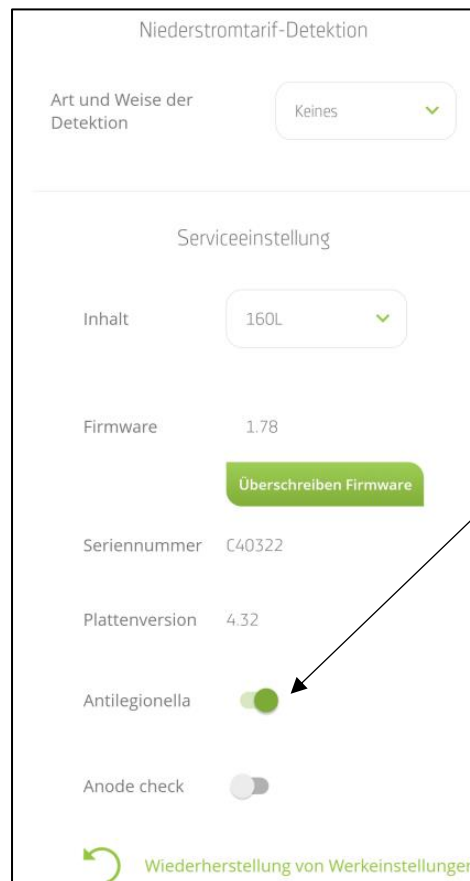 Niederstromtarif-Detektion
Art und Weise der
Detektion
Keines
Serviceeinstellung
Inhalt
160L
Firmware
1.78
Überschreiben Firmware
Seriennummer
C40322
Plattenversion
4.32
Antilegionella
Anode check
Wiederherstellung von Werkeinstellungen